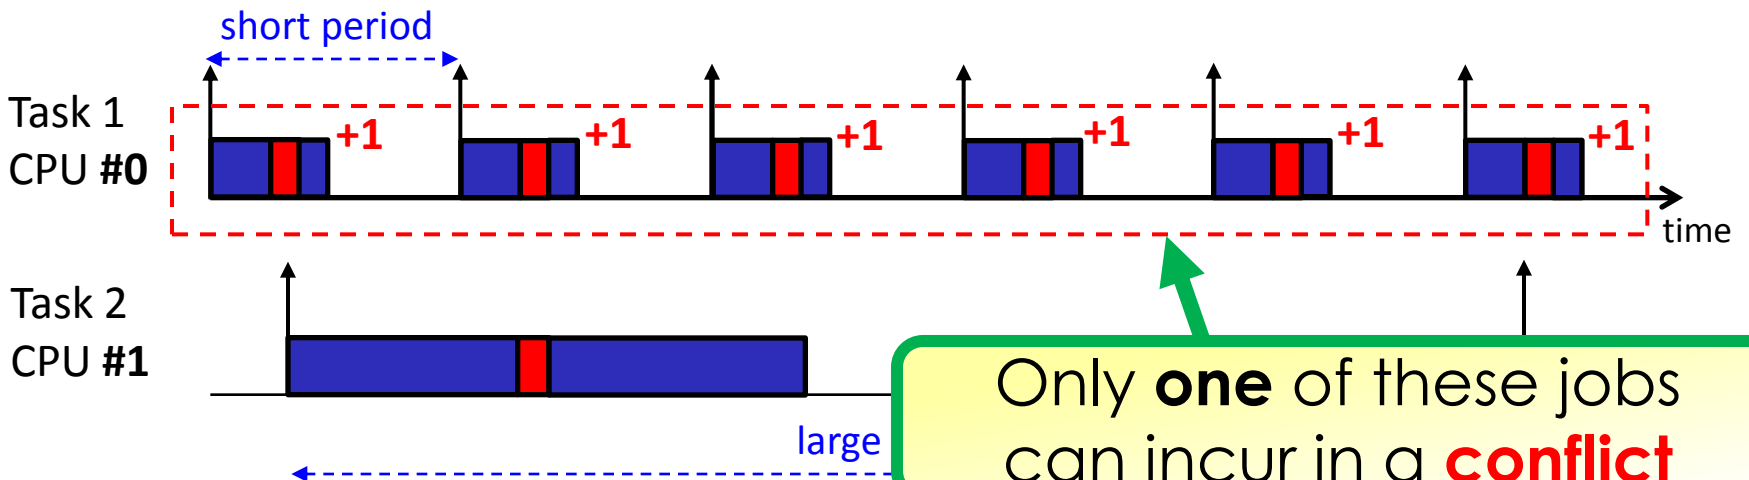 short period
Task 1
CPU #0
+1 +1 +1 +1 +1 +1
time
Task 2
CPU #1
large
Only one of these jobs
can incur in a conflict